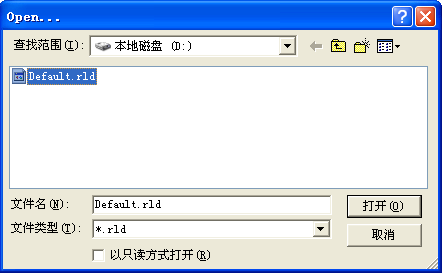 Open...
查找范围(I):
本地磁盘 (D:)
Default.rld
文件名(N):
Default.rld
打开(O)
文件类型(T):
*.rld
取消
以只读方式打开(R)